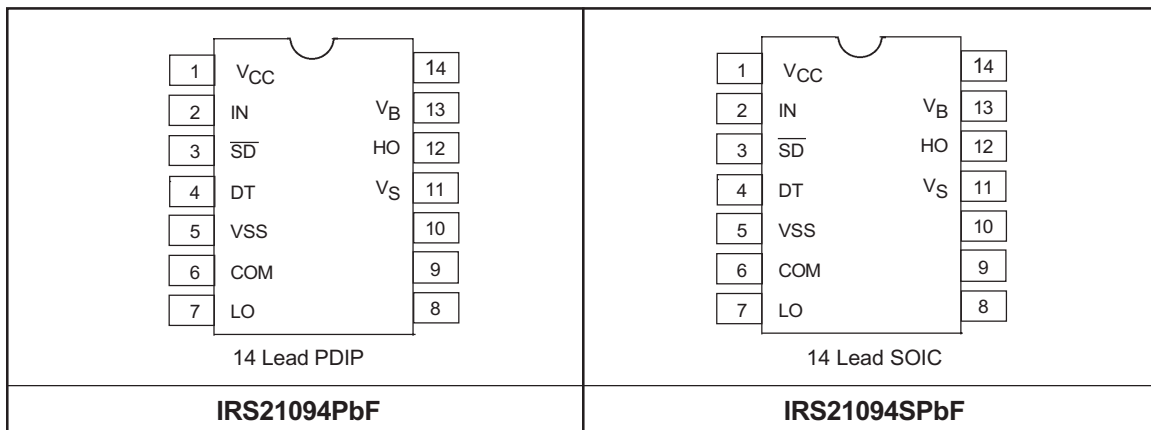 1 VCC 14
2 IN VB 13
3 SD HO 12
4 DT VS 11
5 VSS 10
6 COM 9
7 LO 8
14 Lead PDIP
IRS21094PbF
1 VCC 14
2 IN VB 13
3 SD HO 12
4 DT VS 11
5 VSS 10
6 COM 9
7 LO 8
14 Lead SOIC
IRS21094SPbF